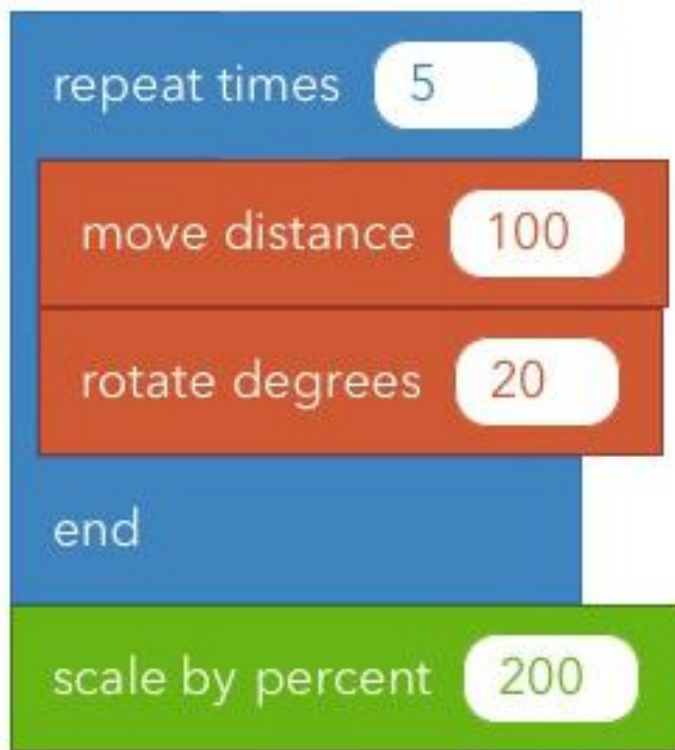 repeat times 5
move distance 100
rotate degrees 20
end
scale by percent 200